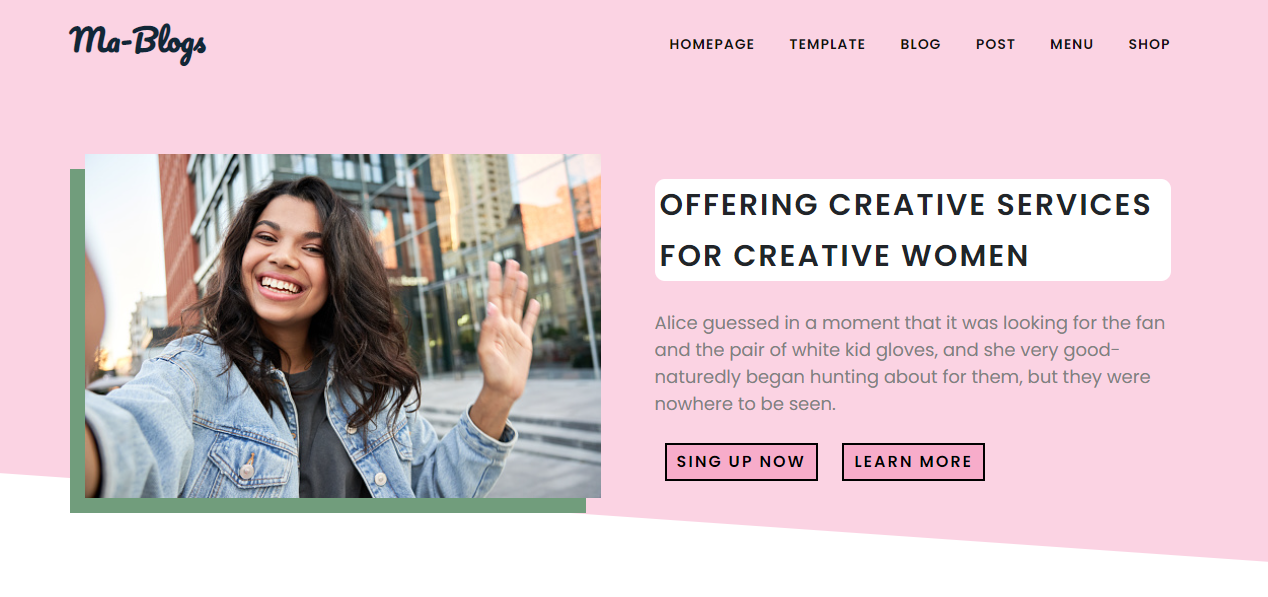 Ma-Blogs
HOMEPAGE TEMPLATE BLOG POST MENU SHOP
OFFERING CREATIVE SERVICES
FOR CREATIVE WOMEN
Alice guessed in a moment that it was looking for the fan
and the pair of white kid gloves, and she very good-
naturedly began hunting about for them, but they were
nowhere to be seen.
SING UP NOW LEARN MORE